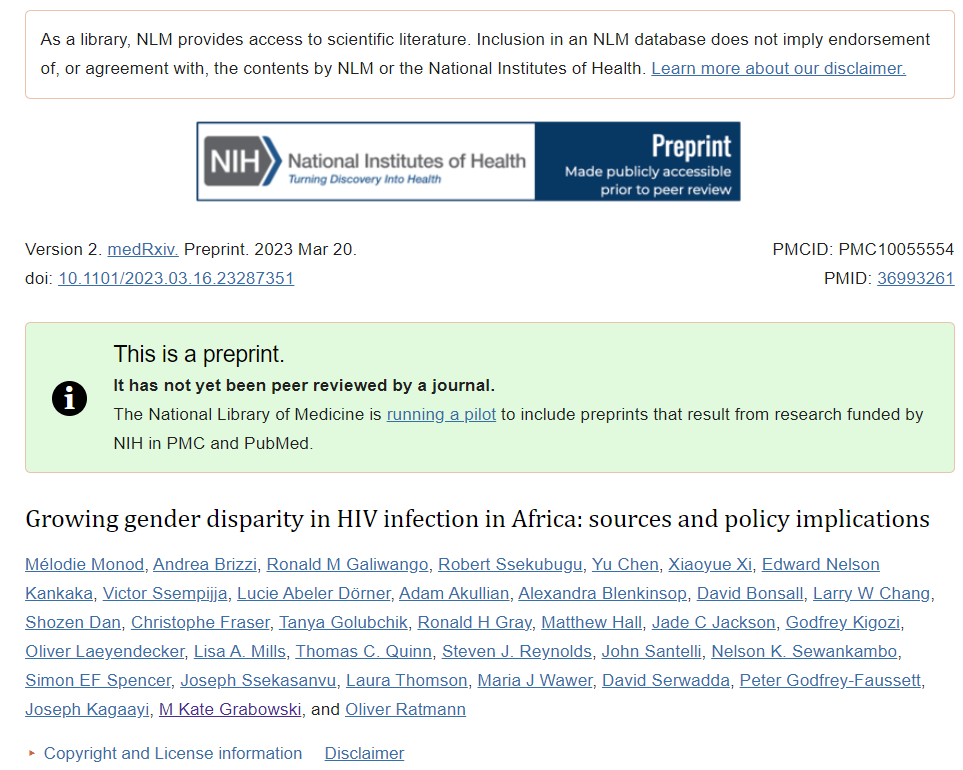 As a library, NLM provides access to scientific literature. Inclusion in an NLM database does not imply endorsement
of, or agreement with, the contents by NLM or the National Institutes of Health. Learn more about our disclaimer.
NIH National Institutes of Health
Turning Discovery Into Health
Preprint
Made publicly accessible
prior to peer review
Version 2. medRxiv. Preprint. 2023 Mar 20.
doi: 10.1101/2023.03.16.23287351
PMCID: PMC10055554
PMID: 36993261
This is a preprint.
It has not yet been peer reviewed by a journal.
The National Library of Medicine is running a pilot to include preprints that result from research funded by
NIH in PMC and PubMed.
Growing gender disparity in HIV infection in Africa: sources and policy implications
Mélodie Monod, Andrea Brizzi, Ronald M Galiwango, Robert Ssekubugu, Yu Chen, Xiaoyue Xi, Edward Nelson
Kankaka, Victor Ssempijja, Lucie Abeler Dörner, Adam Akullian, Alexandra Blenkinsop, David Bonsall, Larry W Chang,
Shozen Dan, Christophe Fraser, Tanya Golubchik, Ronald H Gray, Matthew Hall, Jade C Jackson, Godfrey Kigozi,
Oliver Laeyendecker, Lisa A. Mills, Thomas C. Quinn, Steven J. Reynolds, John Santelli, Nelson K. Sewankambo,
Simon EF Spencer, Joseph Ssekasanvu, Laura Thomson, Maria J Wawer, David Serwadda, Peter Godfrey-Faussett,
Joseph Kagaayi, M Kate Grabowski, and Oliver Ratmann
Copyright and License information Disclaimer